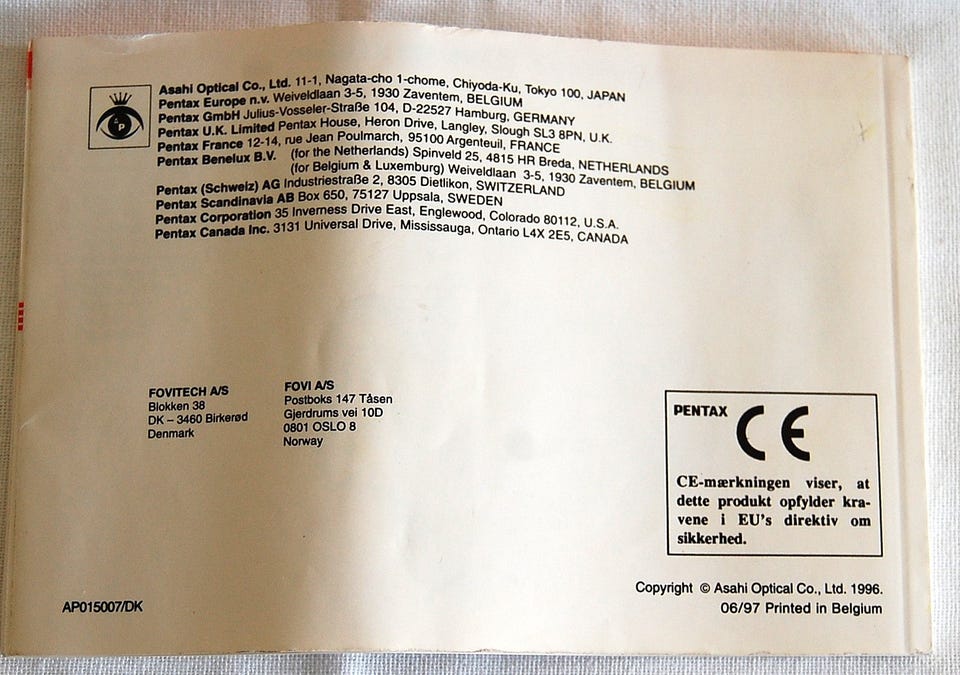 Asahi Optical Co., Ltd. 11-1, Nagata-cho 1-chome, Chiyoda-Ku, Tokyo 100, JAPAN
Pentax Europe n.v. Weiveldlaan 3-5, 1930 Zaventem, BELGIUM
Pentax GmbH Julius-Vosseler-Straße 104, D-22527 Hamburg, GERMANY
Pentax U.K. Limited Pentax House, Heron Drive, Langley, Slough SL3 8PN, U.K.
Pentax France 12-14, rue Jean Poulmarch, 95100 Argenteuil, FRANCE
Pentax Benelux B.V. (for the Netherlands) Spinveld 25, 4815 HR Breda, NETHERLANDS
(for Belgium & Luxemburg) Weiveldlaan 3-5, 1930 Zaventem, BELGIUM
Pentax (Schweiz) AG Industriestraße 2, 8305 Dietlikon, SWITZERLAND
Pentax Scandinavia AB Box 650, 75127 Uppsala, SWEDEN
Pentax Corporation 35 Inverness Drive East, Englewood, Colorado 80112, U.S.A.
Pentax Canada Inc. 3131 Universal Drive, Mississauga, Ontario L4X 2E5, CANADA
FOVITECH A/S
Blokken 38
DK – 3460 Birkerød
Denmark
FOVI A/S
Postboks 147 Tåsen
Gjerdrums vei 10D
0801 OSLO 8
Norway
PENTAX CE
CE-mærkningen viser, at
dette produkt opfylder kra-
vene i EU's direktiv om
sikkerhed.
AP015007/DK
Copyright © Asahi Optical Co., Ltd. 1996.
06/97 Printed in Belgium